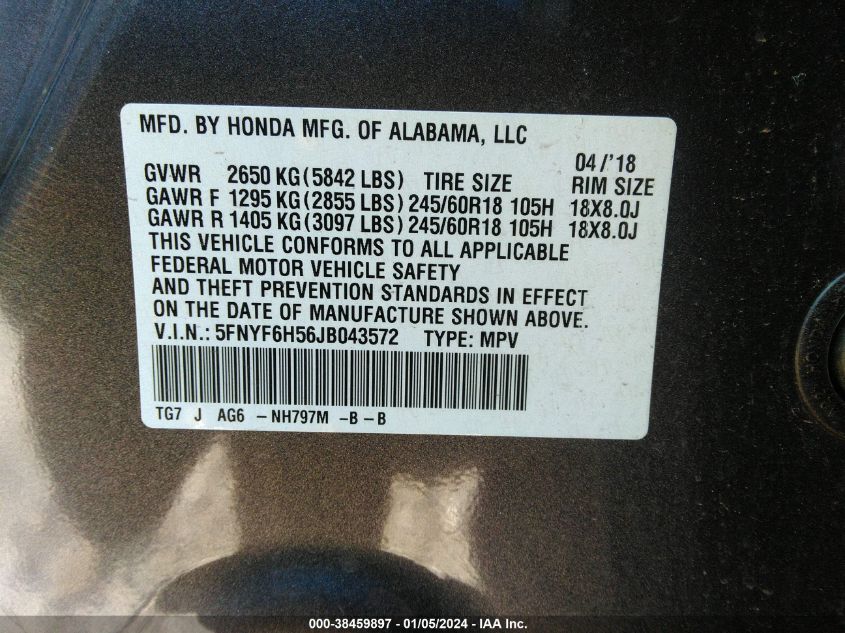 MFD. BY HONDA MFG. OF ALABAMA, LLC
04/'18
GVWR 2650 KG(5842 LBS) TIRE SIZE RIM SIZE
GAWR F 1295 KG(2855 LBS)245/60R18 105H 18X8.0J
GAWR R 1405 KG(3097 LBS)245/60R18 105H 18X8.0J
THIS VEHICLE CONFORMS TO ALL APPLICABLE
FEDERAL MOTOR VEHICLE SAFETY
AND THEFT PREVENTION STANDARDS IN EFFECT
ON THE DATE OF MANUFACTURE SHOWN ABOVE.
V.I.N.: 5FNYF6H56JB043572 TYPE: MPV
TG7 J AG6 -NH797M -B-B
000-38459897 - 01/05/2024 - IAA Inc.